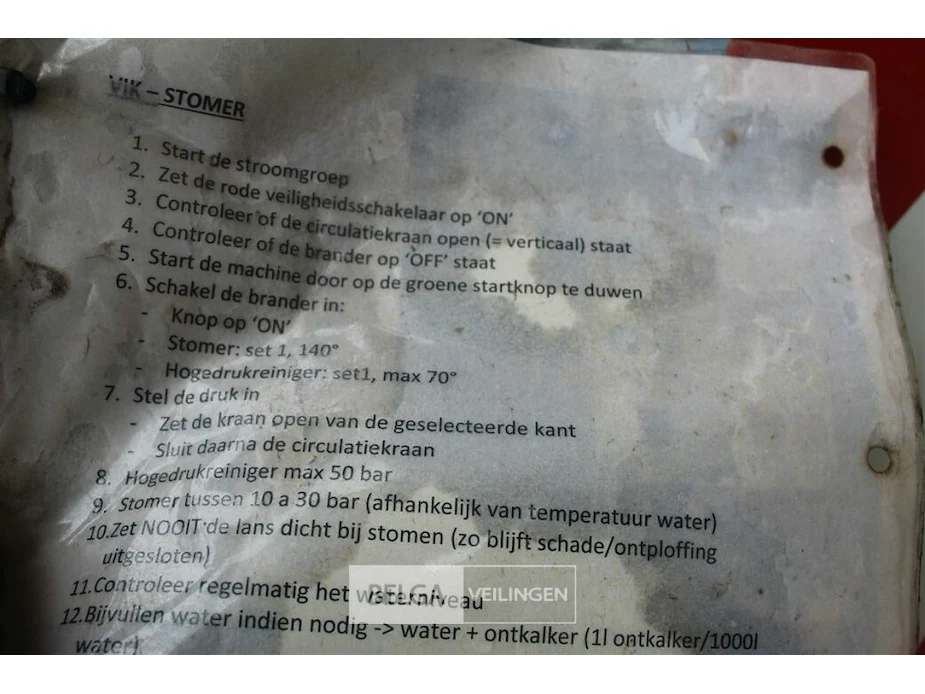 VIK – STOMER
1. Start de stroomgroep
2. Zet de rode veiligheidsschakelaar op ‘ON’
3. Controleer of de circulatiekraan open (= verticaal) staat
4. Controleer of de brander op ‘OFF’ staat
5. Start de machine door op de groene startknop te duwen
6. Schakel de brander in:
- Knop op ‘ON’
- Stomer: set 1, 140°
- Hogedrukreiniger: set1, max 70°
7. Stel de druk in
- Zet de kraan open van de geselecteerde kant
- Sluit daarna de circulatiekraan
8. Hogedrukreiniger max 50 bar
9. Stomer tussen 10 a 30 bar (afhankelijk van temperatuur water)
10.Zet NOOIT de lans dicht bij stomen (zo blijft schade/ontploffing
uitgesloten)
11.Controleer regelmatig het waterniveau
BELGA VEILINGEN
12.Bijvullen water indien nodig -> water + ontkalker (1l ontkalker/1000l
water)